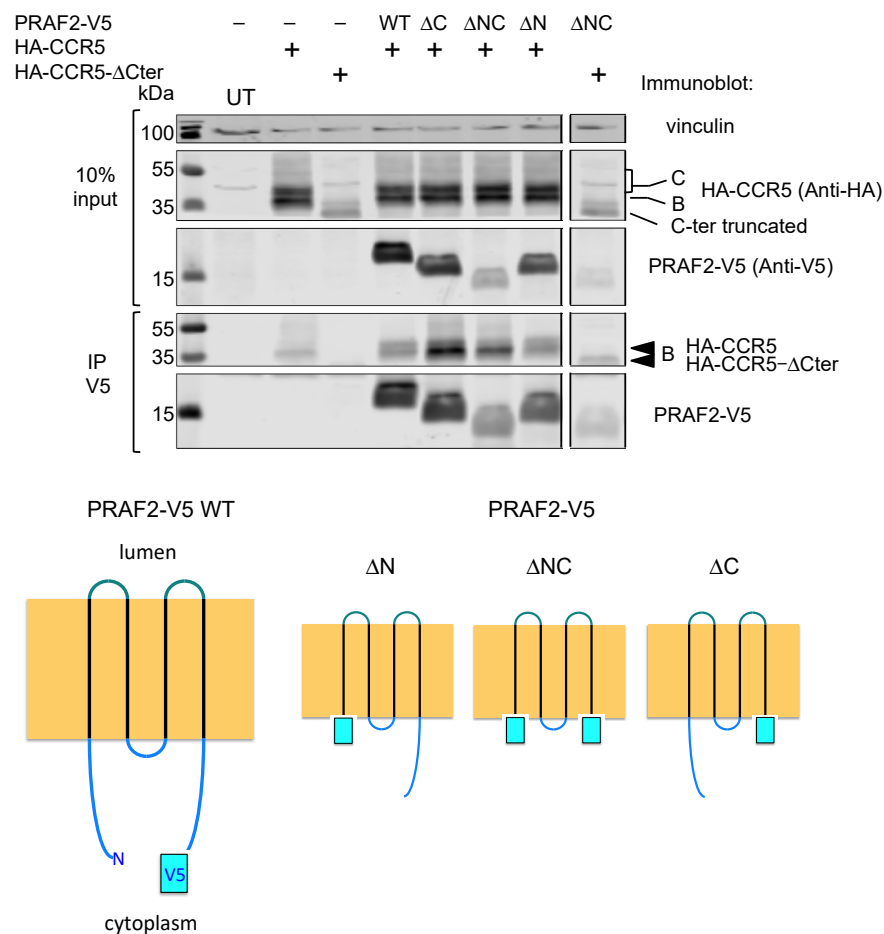 PRAF2-V5 – – WT ΔC ΔNC ΔN ΔNC
HA-CCR5 + + + + +
HA-CCR5-ΔCter + +
kDa UT Immunoblot:
100 vinculin
10% input
55
35
C
B
HA-CCR5 (Anti-HA)
C-ter truncated
15 PRAF2-V5 (Anti-V5)
IP V5
55
35
B
HA-CCR5
HA-CCR5–ΔCter
15 PRAF2-V5
PRAF2-V5 WT PRAF2-V5
lumen
ΔN ΔNC ΔC
N
V5
cytoplasm